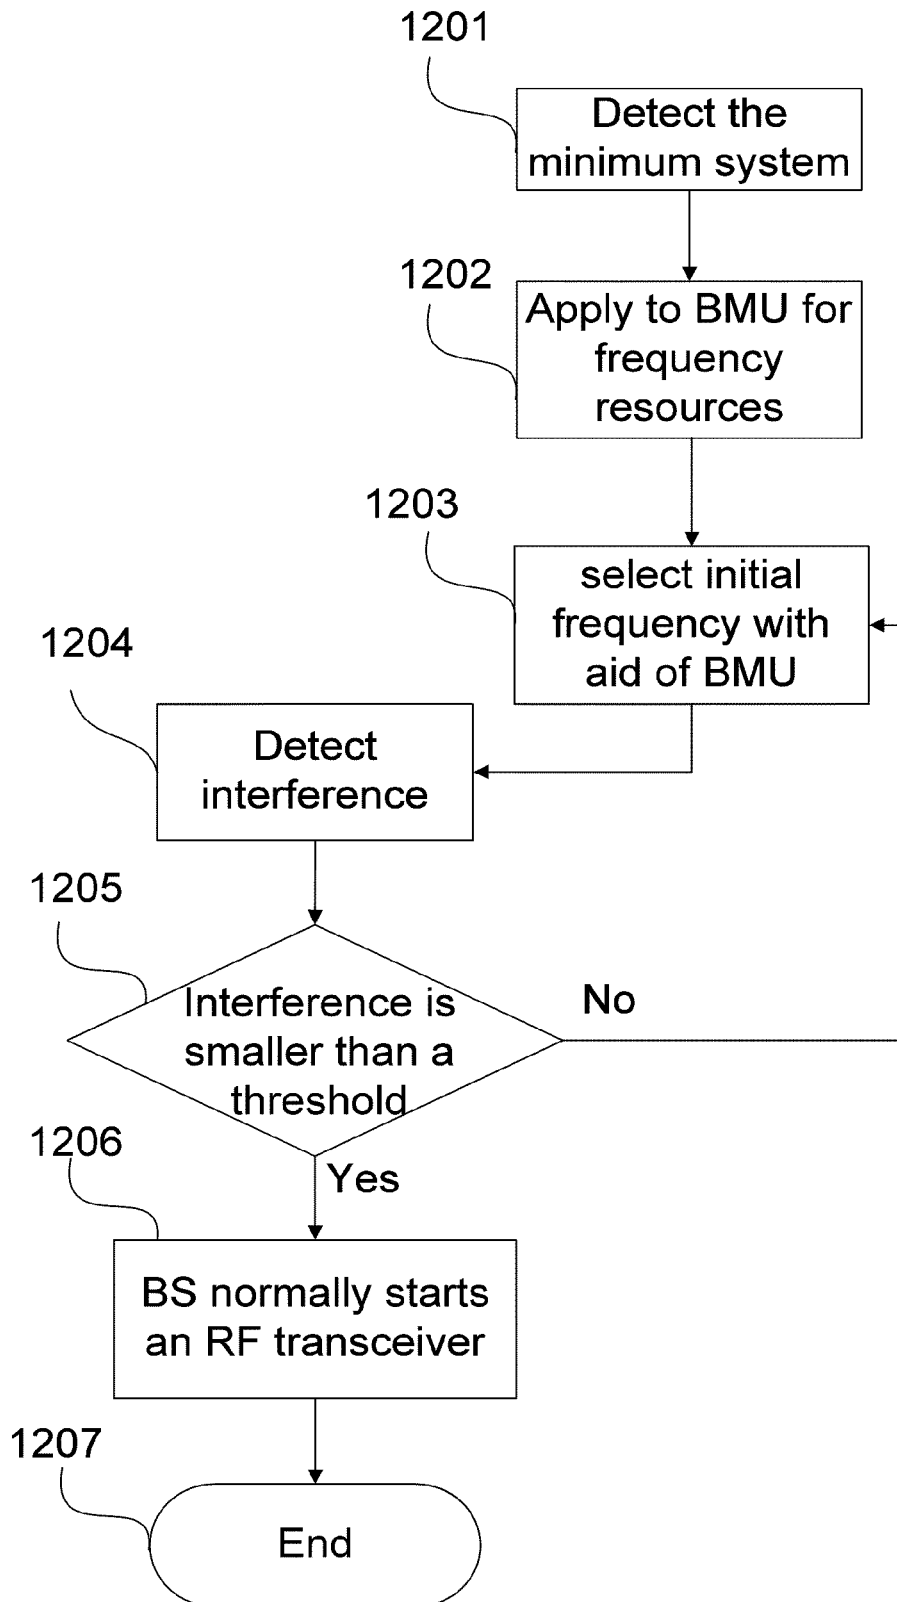 1201
Detect the
minimum system
1202
Apply to BMU for
frequency
resources
1203
select initial
frequency with
aid of BMU
1204
Detect
interference
1205
Interference is
smaller than a
threshold
No
1206
Yes
BS normally starts
an RF transceiver
1207
End